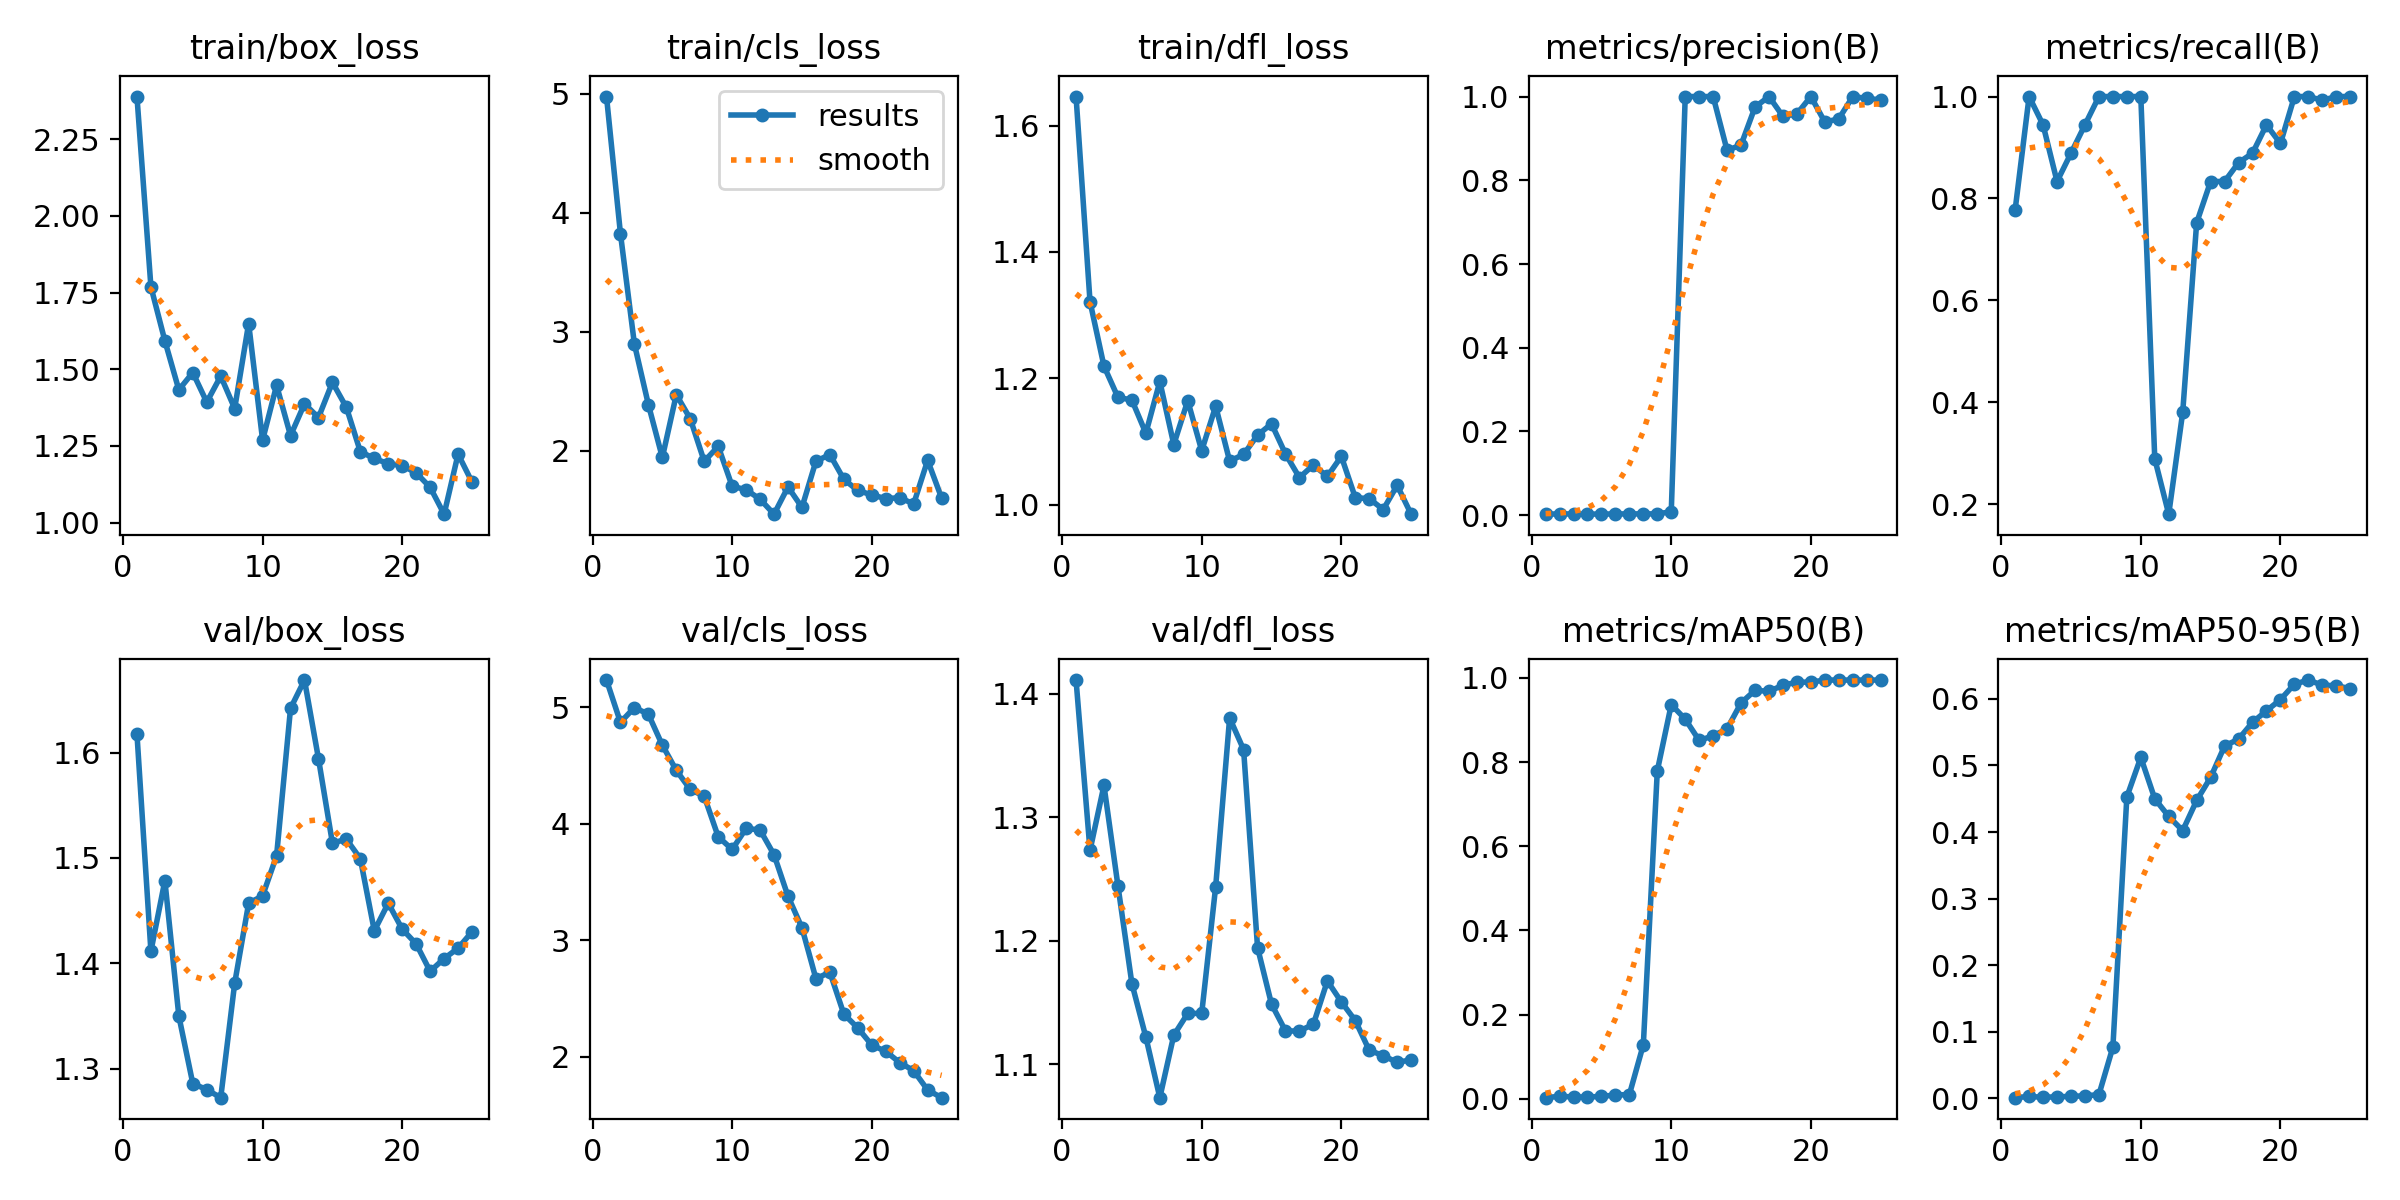 train/box_loss
2.25
2.00
1.75
1.50
1.25
1.00
0 10 20
train/cls_loss
results
smooth
5
4
3
2
0 10 20
train/dfl_loss
1.6
1.4
1.2
1.0
0 10 20
metrics/precision(B)
1.0
0.8
0.6
0.4
0.2
0.0
0 10 20
metrics/recall(B)
1.0
0.8
0.6
0.4
0.2
0 10 20
val/box_loss
1.6
1.5
1.4
1.3
0 10 20
val/cls_loss
5
4
3
2
0 10 20
val/dfl_loss
1.4
1.3
1.2
1.1
0 10 20
metrics/mAP50(B)
1.0
0.8
0.6
0.4
0.2
0.0
0 10 20
metrics/mAP50-95(B)
0.6
0.5
0.4
0.3
0.2
0.1
0.0
0 10 20